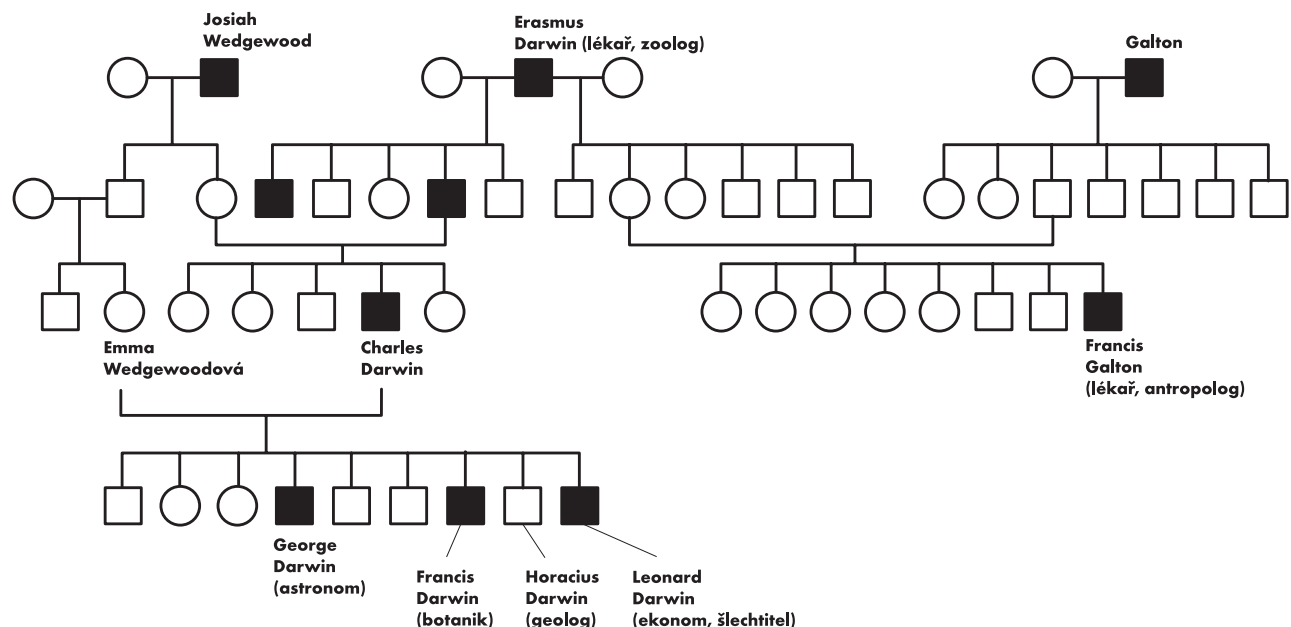 Josiah
Wedgewood
Erasmus
Darwin (lékař, zoolog)
Galton
Emma
Wedgewoodová
Charles
Darwin
Francis
Galton
(lékař, antropolog)
George
Darwin
(astronom)
Francis
Darwin
(botanik)
Horacius
Darwin
(geolog)
Leonard
Darwin
(ekonom, šlechtitel)